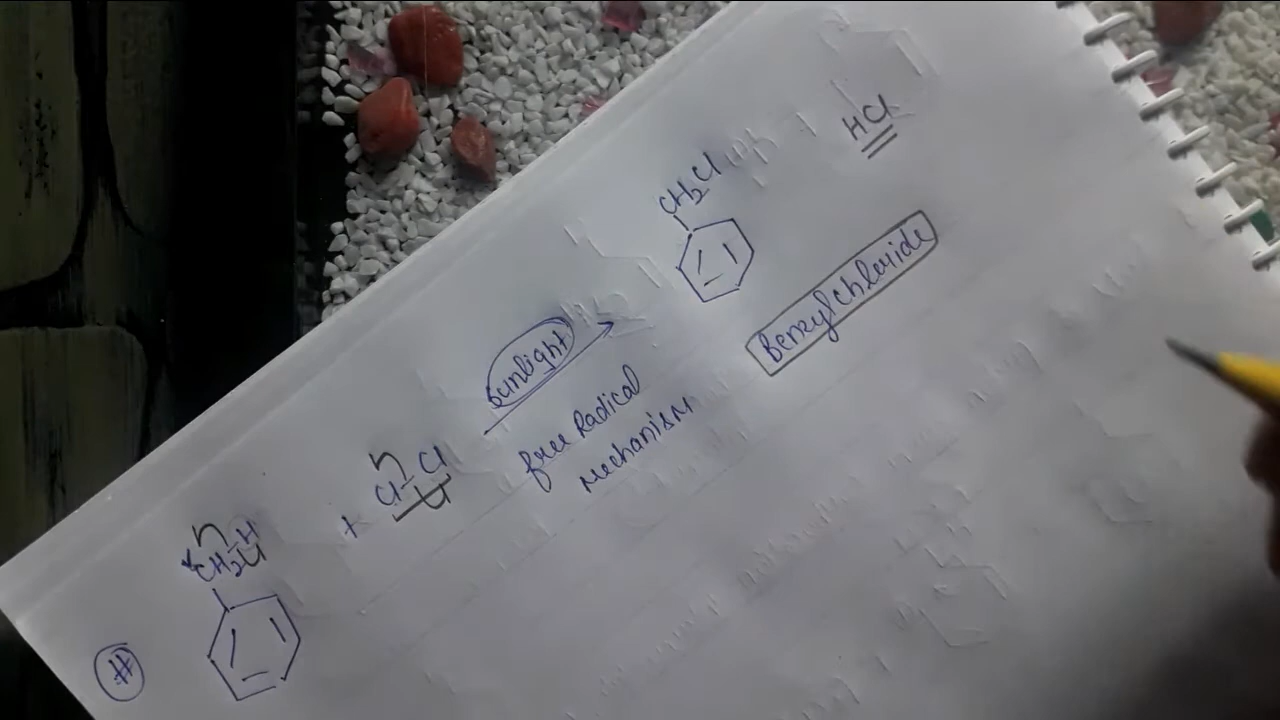 #
CH2-H + Cl-Cl sunlight CH2Cl + HCl
free Radical
Mechanism
Benzylchloride